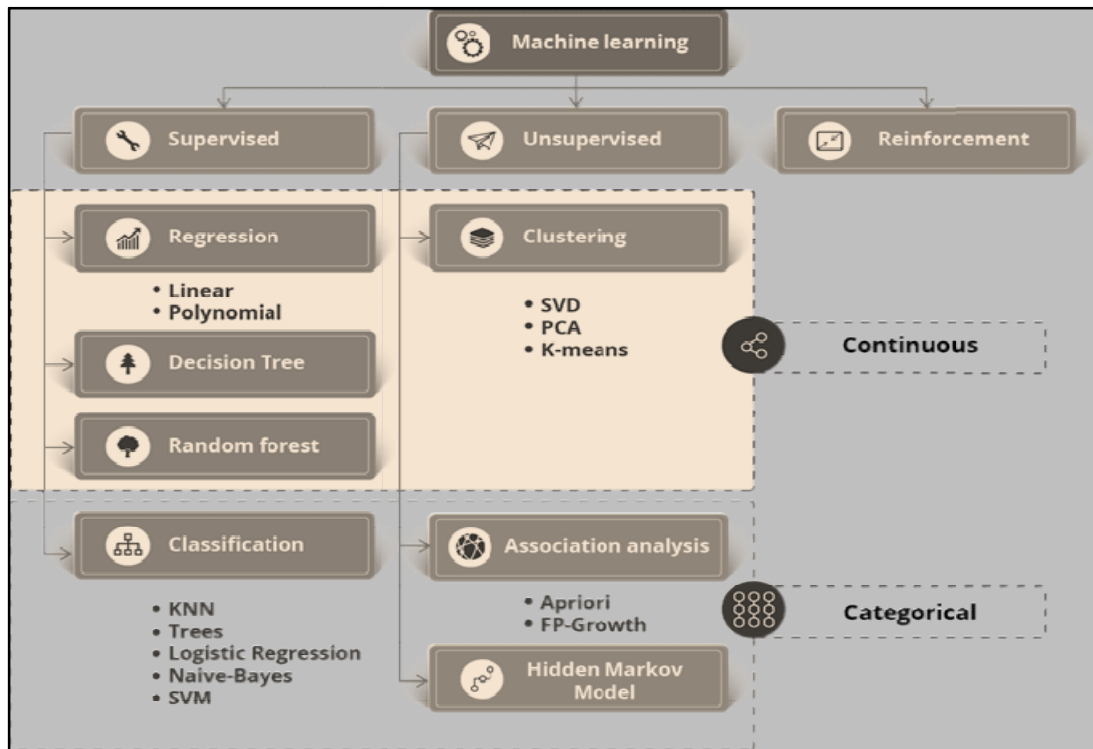 Machine learning
Supervised
Unsupervised
Reinforcement
Regression
• Linear
• Polynomial
Decision Tree
Random forest
Clustering
• SVD
• PCA
• K-means
Continuous
Classification
• KNN
• Trees
• Logistic Regression
• Naive-Bayes
• SVM
Association analysis
• Apriori
• FP-Growth
Hidden Markov
Model
Categorical